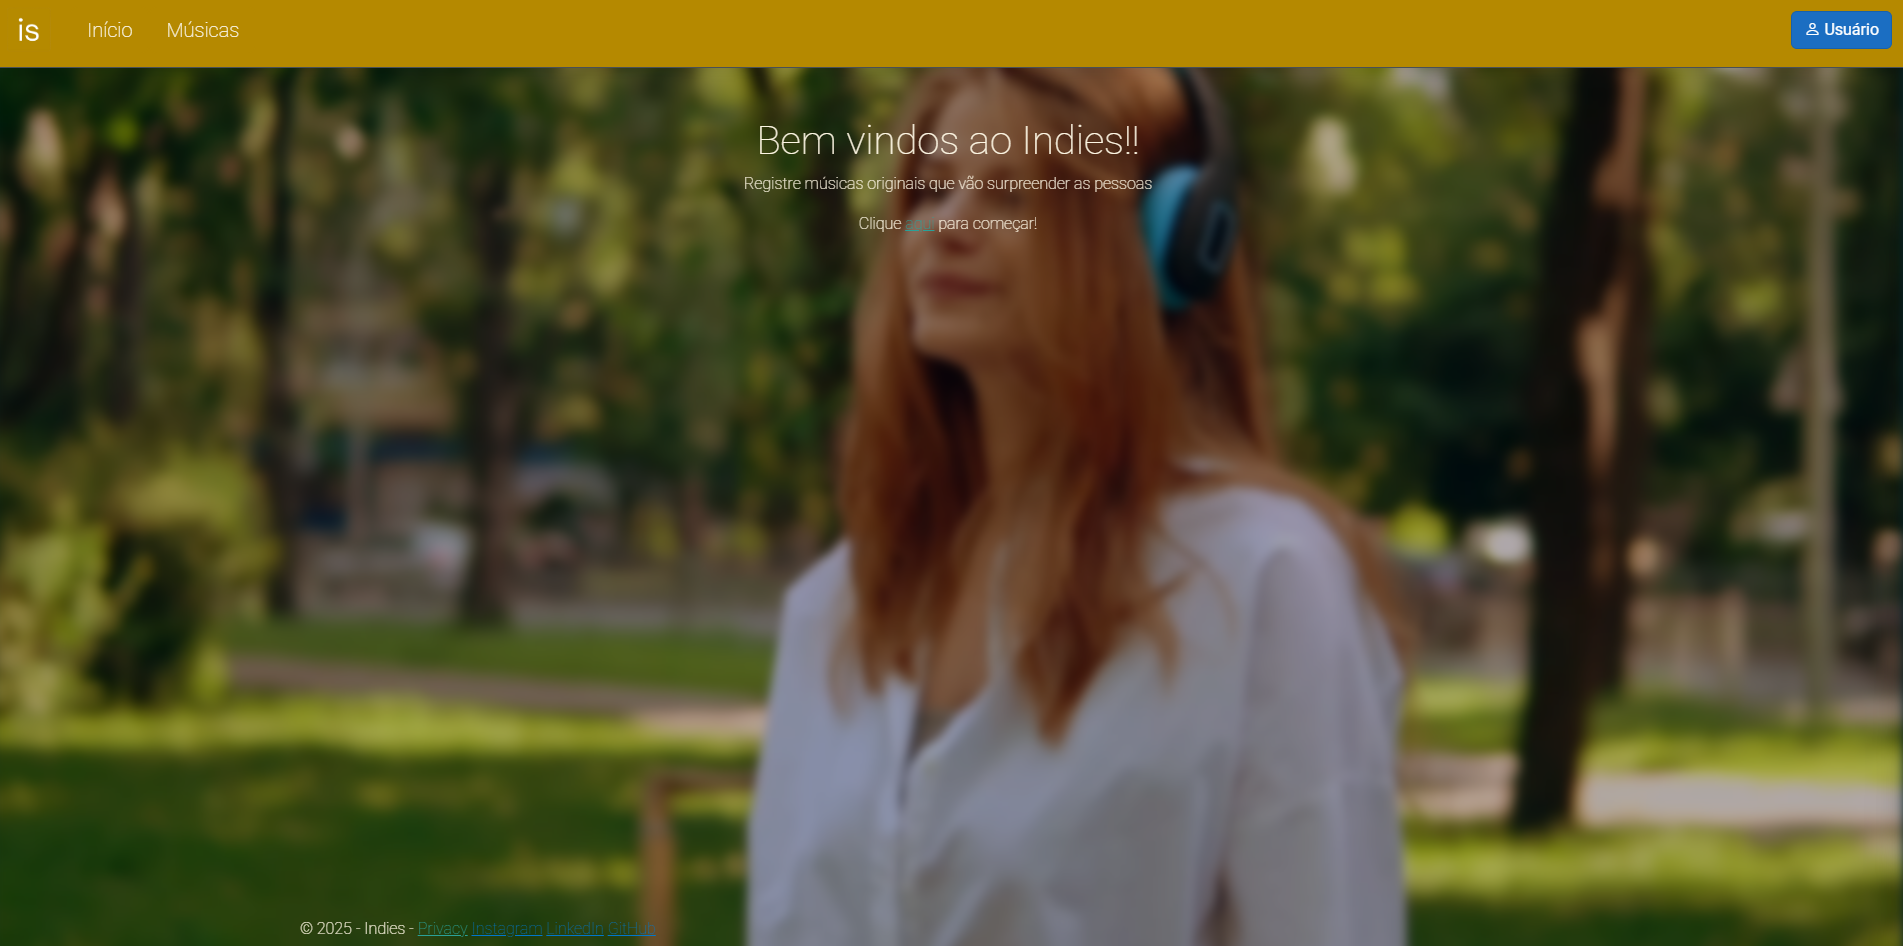 is Início Músicas Usuário
Bem vindos ao Indies!!
Registre músicas originais que vão surpreender as pessoas
Clique aqui para começar!
© 2025 - Indies - Privacy Instagram LinkedIn GitHub